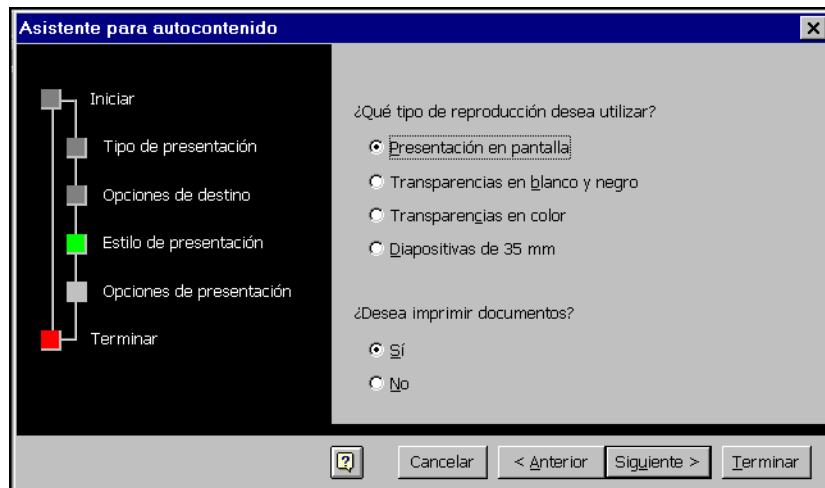 Asistente para autocontenido
Iniciar
Tipo de presentación
Opciones de destino
Estilo de presentación
Opciones de presentación
Terminar
¿Qué tipo de reproducción desea utilizar?
Presentación en pantalla
Transparencias en blanco y negro
Transparencias en color
Diapositivas de 35 mm
¿Desea imprimir documentos?
Sí
No
? Cancelar < Anterior Siguiente > Terminar